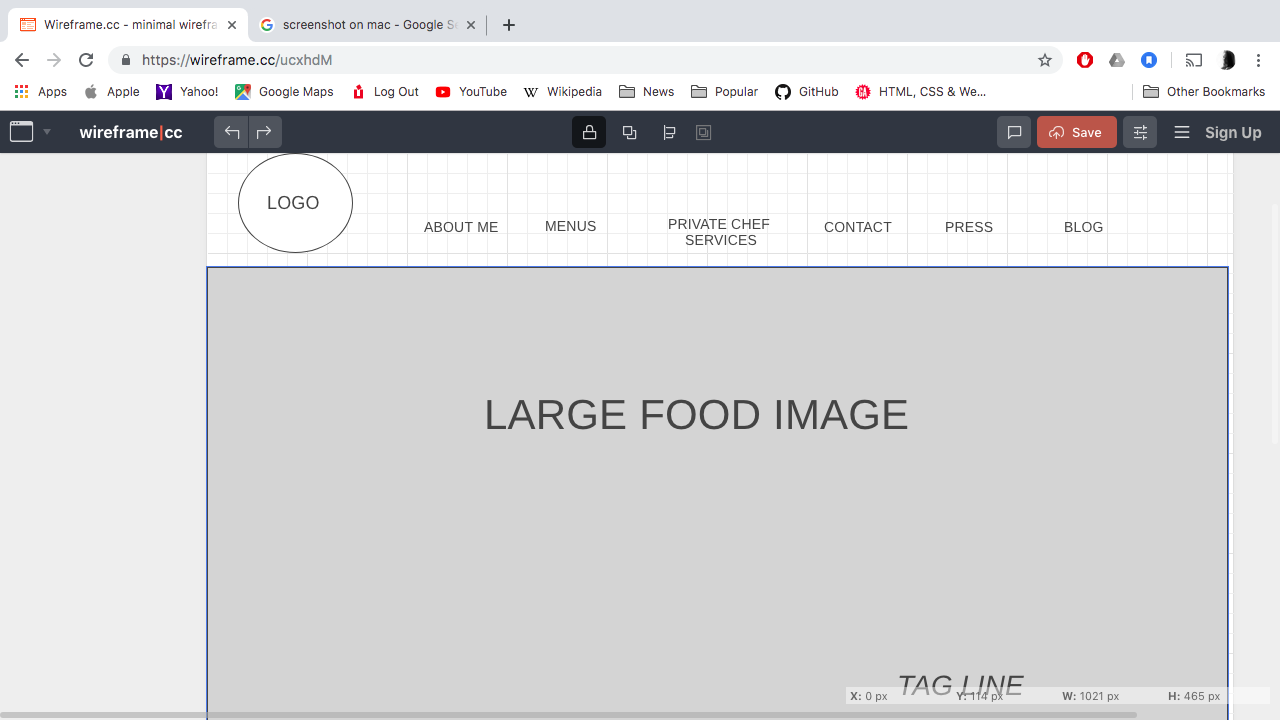 Wireframe.cc - minimal wirefra
screenshot on mac - Google Se
https://wireframe.cc/ucxhdM
Apps Apple Yahoo! Google Maps Log Out YouTube Wikipedia News Popular GitHub HTML, CSS & We... Other Bookmarks
wireframe|cc Save Sign Up
LOGO
ABOUT ME MENUS PRIVATE CHEF SERVICES CONTACT PRESS BLOG
LARGE FOOD IMAGE
TAG LINE
X: 0 px Y: 114 px W: 1021 px H: 465 px